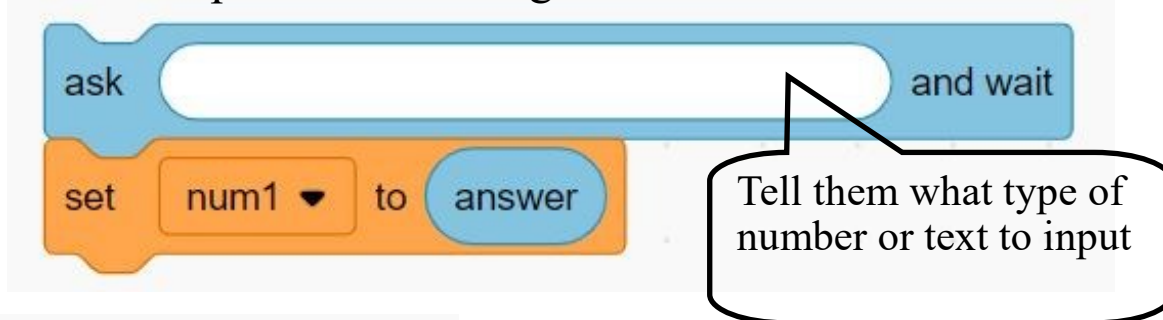 ask and wait
set num1 to answer
Tell them what type of
number or text to input